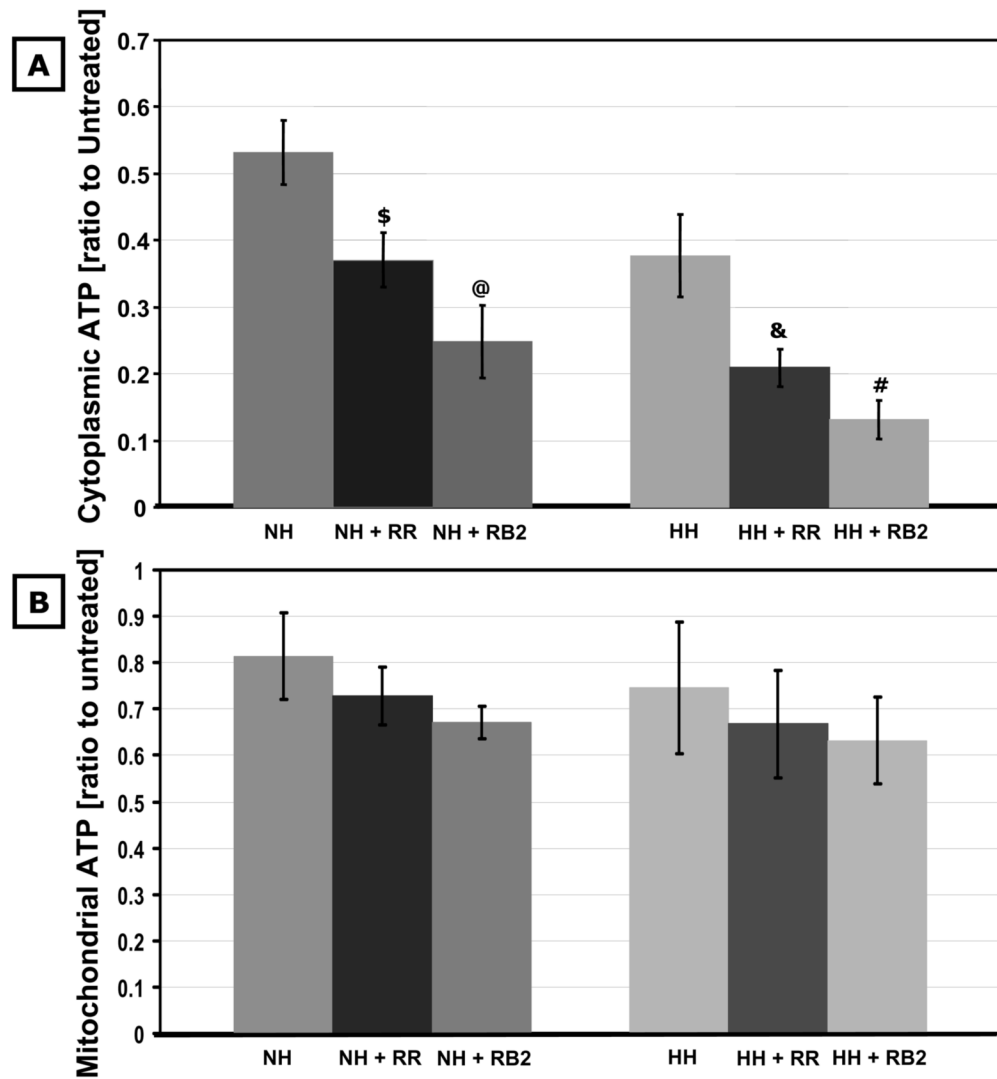 A
Cytoplasmic ATP [ratio to Untreated]
0.7
0.6
0.5
0.4
0.3
0.2
0.1
0
$
@
&
#
NH
NH + RR
NH + RB2
HH
HH + RR
HH + RB2
B
Mitochondrial ATP [ratio to untreated]
1
0.9
0.8
0.7
0.6
0.5
0.4
0.3
0.2
0.1
0
NH
NH + RR
NH + RB2
HH
HH + RR
HH + RB2